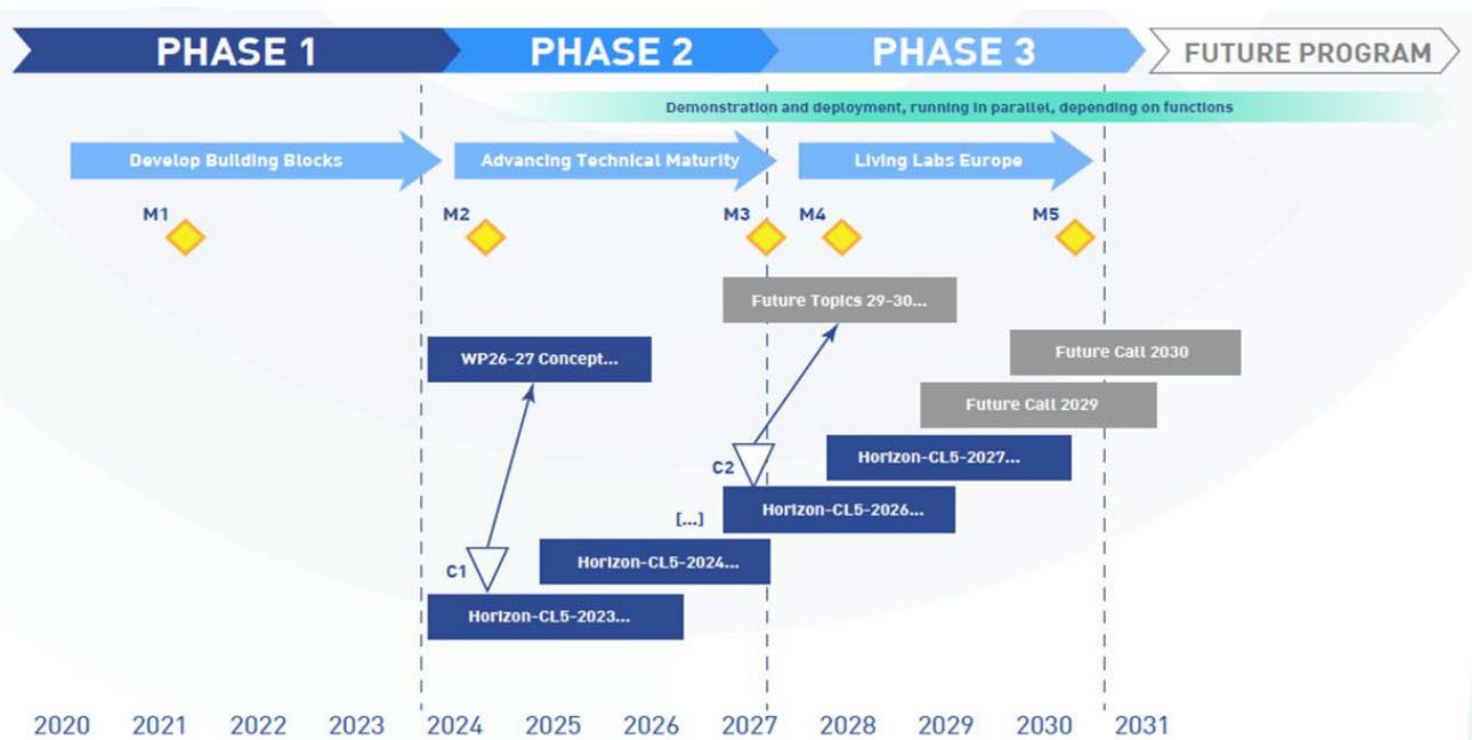 PHASE 1
PHASE 2
PHASE 3
FUTURE PROGRAM
Demonstration and deployment, running in parallel, depending on functions
Develop Building Blocks
Advancing Technical Maturity
Living Labs Europe
M1
M2
M3
M4
M5
Future Topics 29-30...
WP26-27 Concept...
Future Call 2030
Future Call 2029
C2
Horizon-CL5-2027...
Horizon-CL5-2026...
[...]
C1
Horizon-CL5-2024...
Horizon-CL5-2023...
2020 2021 2022 2023 2024 2025 2026 2027 2028 2029 2030 2031